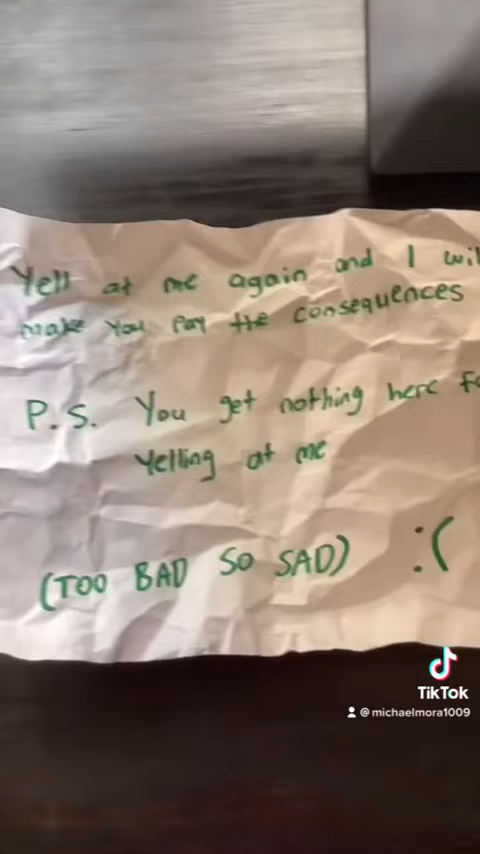 Yell at me again and I wil
make you pay the consequences
P.S. You get nothing here fo
Yelling at me
(TOO BAD SO SAD) :(
TikTok
@michaelmora1009